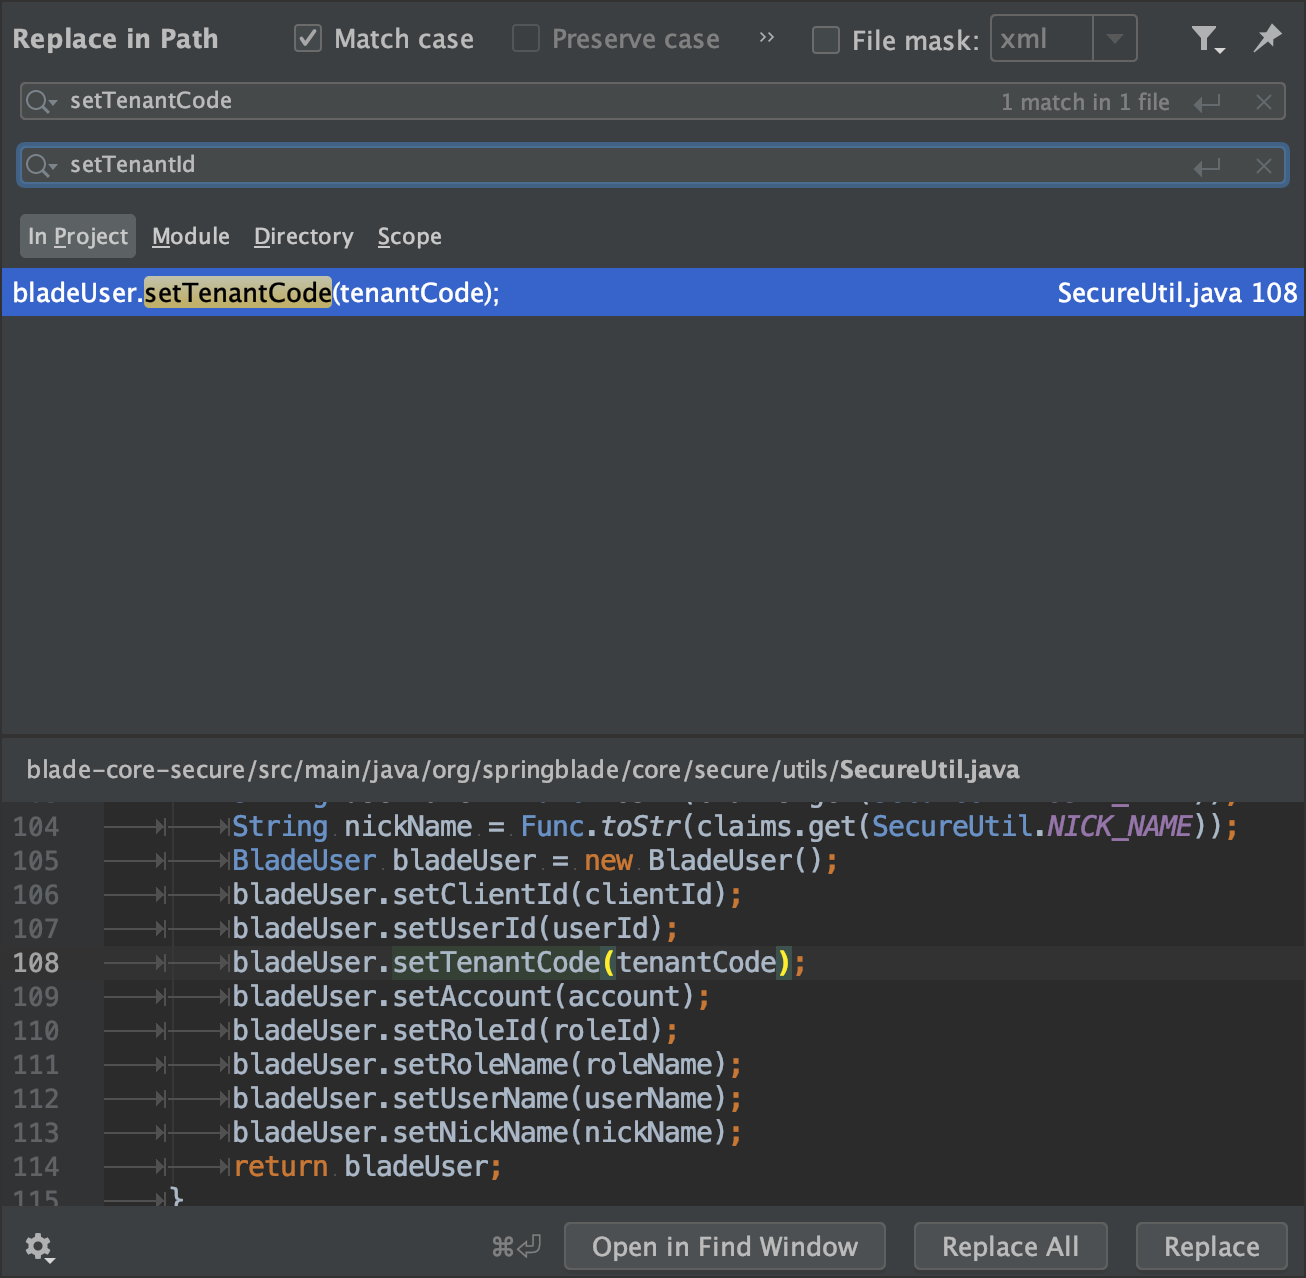 Replace in Path Match case Preserve case » File mask: xml
setTenantCode 1 match in 1 file
setTenantId
In Project Module Directory Scope
bladeUser.setTenantCode(tenantCode); SecureUtil.java 108
blade-core-secure/src/main/java/org/springblade/core/secure/utils/SecureUtil.java
104 String nickName = Func.toStr(claims.get(SecureUtil.NICK_NAME));
105 BladeUser bladeUser = new BladeUser();
106 bladeUser.setClientId(clientId);
107 bladeUser.setUserId(userId);
108 bladeUser.setTenantCode(tenantCode);
109 bladeUser.setAccount(account);
110 bladeUser.setRoleId(roleId);
111 bladeUser.setRoleName(roleName);
112 bladeUser.setUserName(userName);
113 bladeUser.setNickName(nickName);
114 return bladeUser;
115 }
⌘⏎ Open in Find Window Replace All Replace